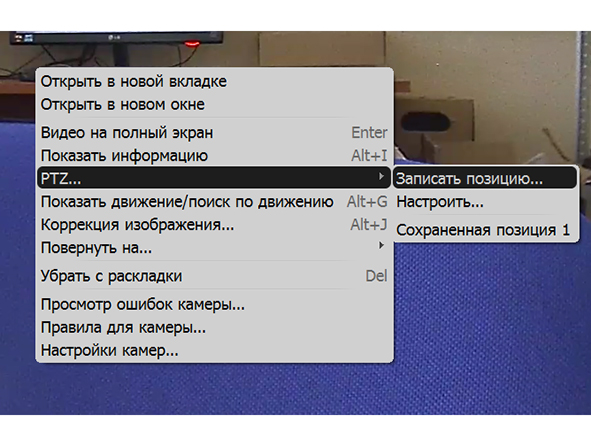 LG
Открыть в новой вкладке
Открыть в новом окне
Видео на полный экран Enter
Показать информацию Alt+I
PTZ...
Показать движение/поиск по движению Alt+G
Коррекция изображения... Alt+J
Повернуть на...
Убрать с раскладки Del
Просмотр ошибок камеры...
Правила для камеры...
Настройки камер...
Записать позицию...
Настроить...
Сохраненная позиция 1